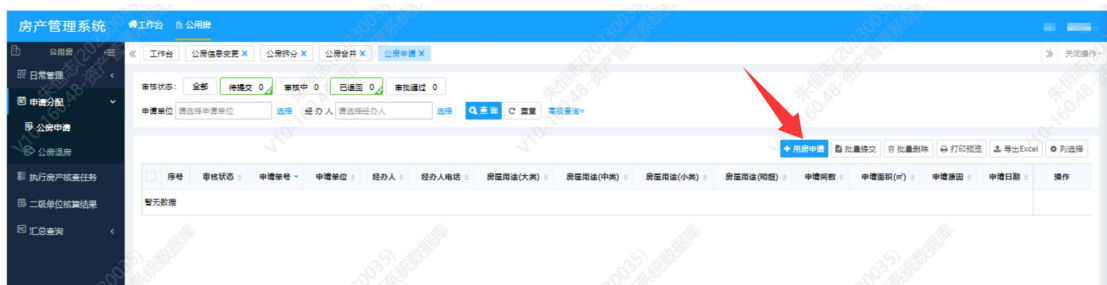 房产管理系统 工作台 公用房
公用房 工作台 公房信息变更 X 公房拆分 X 公房合并 X 公房申请 X 关闭操作
日常管理
审核状态： 全部 待提交 0 审核中 0 已退回 0 审批通过 0
申请分配
申请单位 请选择申请单位 选择 经办人 请选择经办人 选择 查询 重置 高级查询
公房申请
公房退房
+ 用房申请 批量提交 批量删除 打印预览 导出Excel 列选择
执行房产核查任务
序号 审核状态 申请单号 申请单位 经办人 经办人电话 房屋用途(大类) 房屋用途(中类) 房屋用途(小类) 房屋用途(明细) 申请间数 申请面积(㎡) 申请原因 申请日期 操作
二级单位核算结果
暂无数据
汇总查询